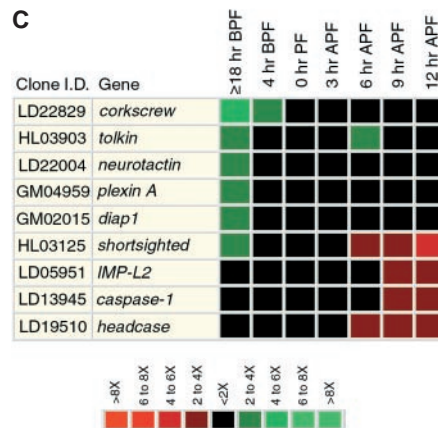 C
≥18 hr BPF
4 hr BPF
0 hr PF
3 hr APF
6 hr APF
9 hr APF
12 hr APF
Clone I.D. Gene
LD22829 corkscrew
HL03903 tolkin
LD22004 neurotactin
GM04959 plexin A
GM02015 diap1
HL03125 shortsighted
LD05951 IMP-L2
LD13945 caspase-1
LD19510 headcase
>8X
6 to 8X
4 to 6X
2 to 4X
<2X
2 to 4X
4 to 6X
6 to 8X
>8X